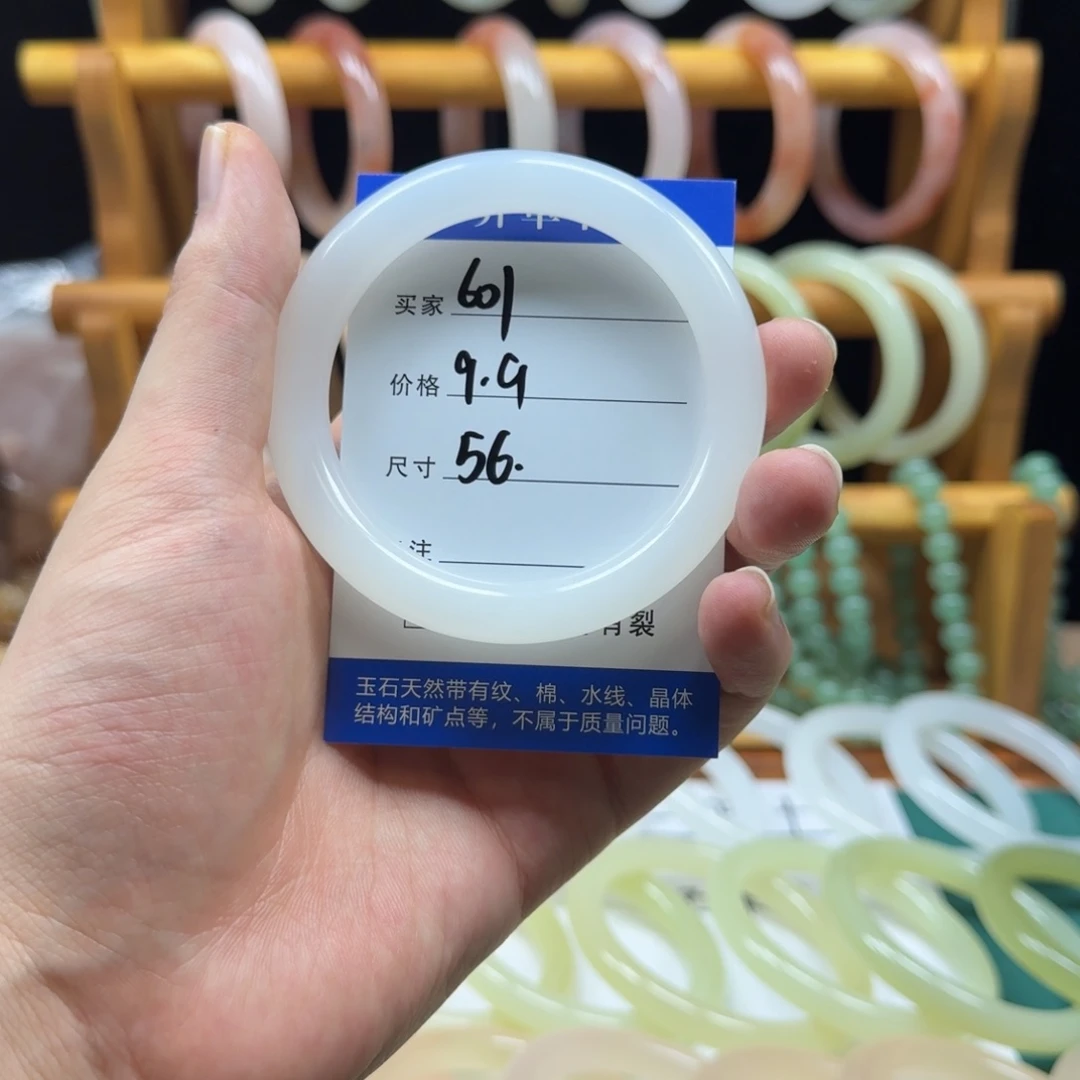 买家 601
价格 9.9
尺寸 56.
注
有裂
玉石天然带有纹、棉、水线、晶体
结构和矿点等，不属于质量问题。